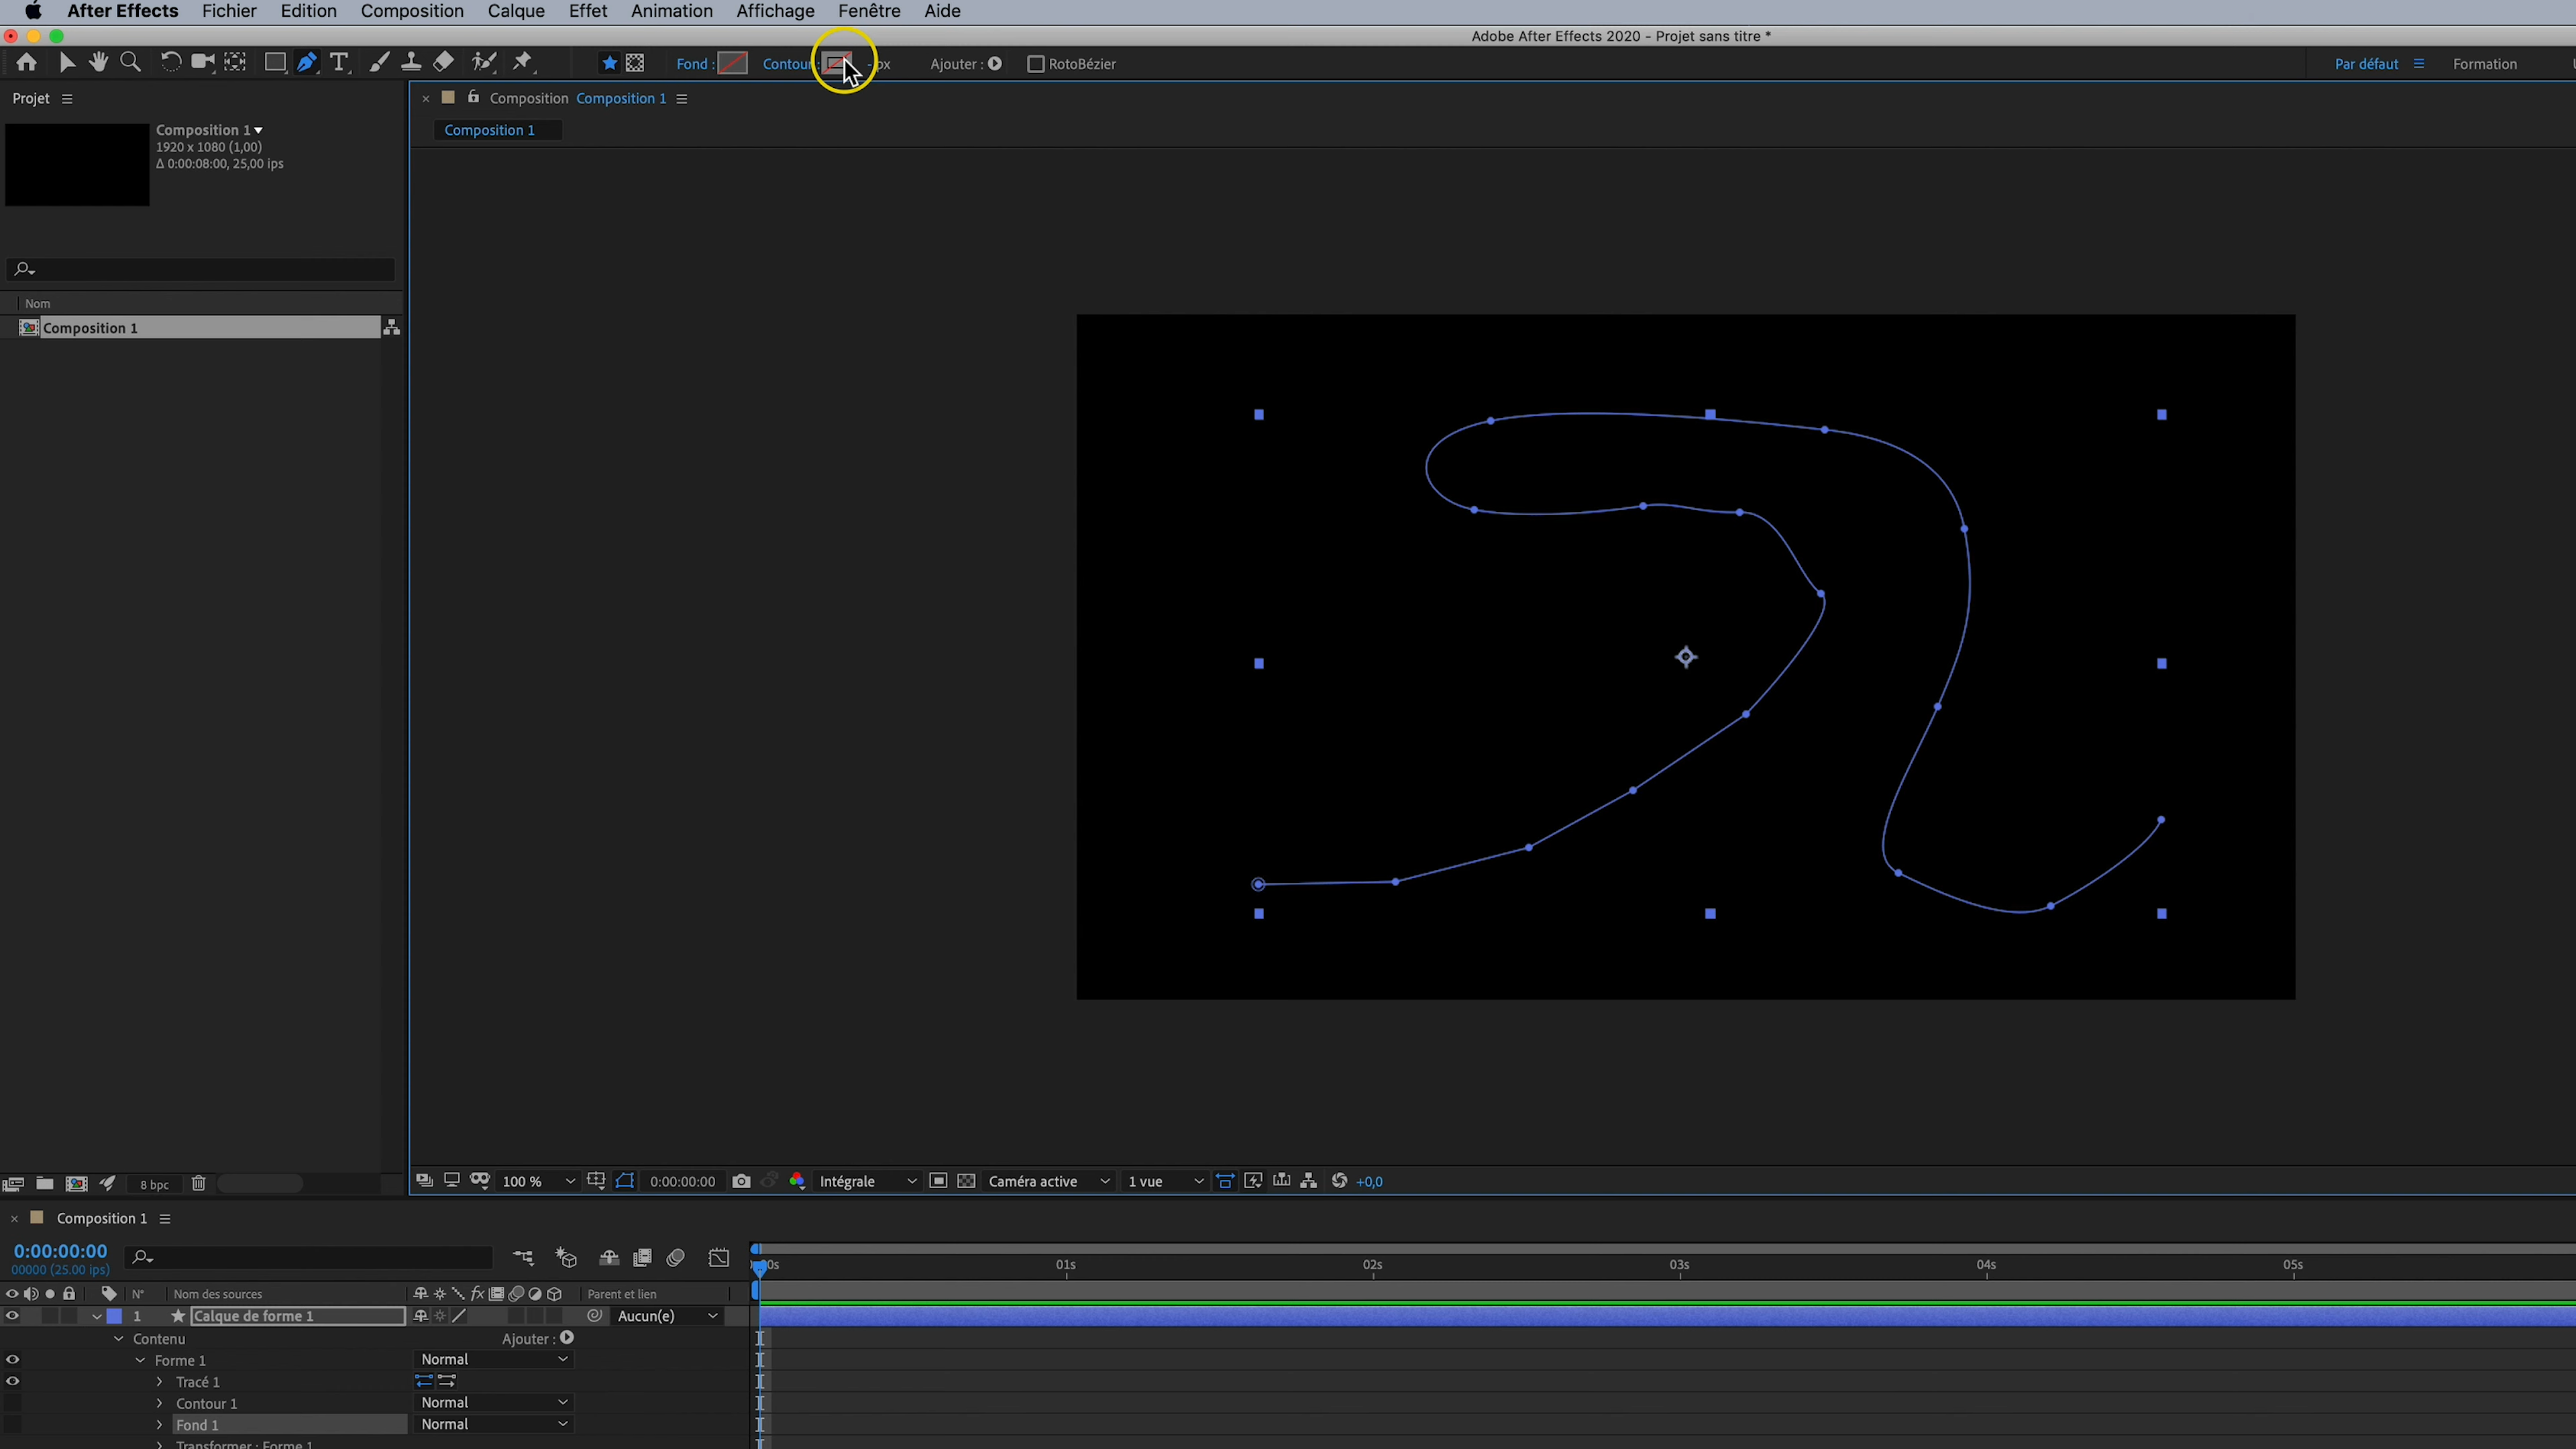 After Effects Fichier Edition Composition Calque Effet Animation Affichage Fenêtre Aide
Adobe After Effects 2020 - Projet sans titre *
Fond : Contour : - px Ajouter : RotoBézier Par défaut Formation
Projet
Composition Composition 1
Composition 1
Composition 1
1920 x 1080 (1,00)
Δ 0:00:08:00, 25,00 ips
Nom
Composition 1
8 bpc
100 % 0:00:00:00 Intégrale Caméra active 1 vue +0,0
Composition 1
0:00:00:00
00000 (25.00 ips)
01s 02s 03s 04s 05s
N° Nom des sources fx Parent et lien
1 Calque de forme 1 Aucun(e)
Contenu Ajouter :
Forme 1 Normal
Tracé 1
Contour 1 Normal
Fond 1 Normal
Transformer : Forme 1